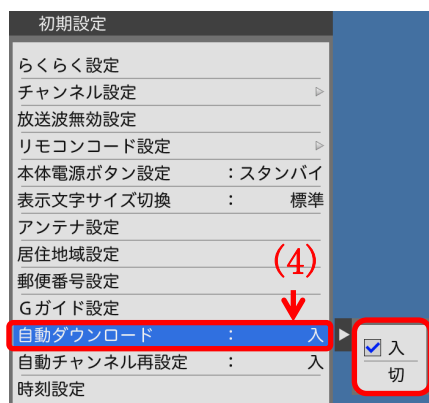 初期設定
らくらく設定
チャンネル設定
放送波無効設定
リモコンコード設定
本体電源ボタン設定 :スタンバイ
表示文字サイズ切換 : 標準
アンテナ設定
居住地域設定
(4)
郵便番号設定
Gガイド設定
自動ダウンロード : 入
入
自動チャンネル再設定 : 入
切
時刻設定